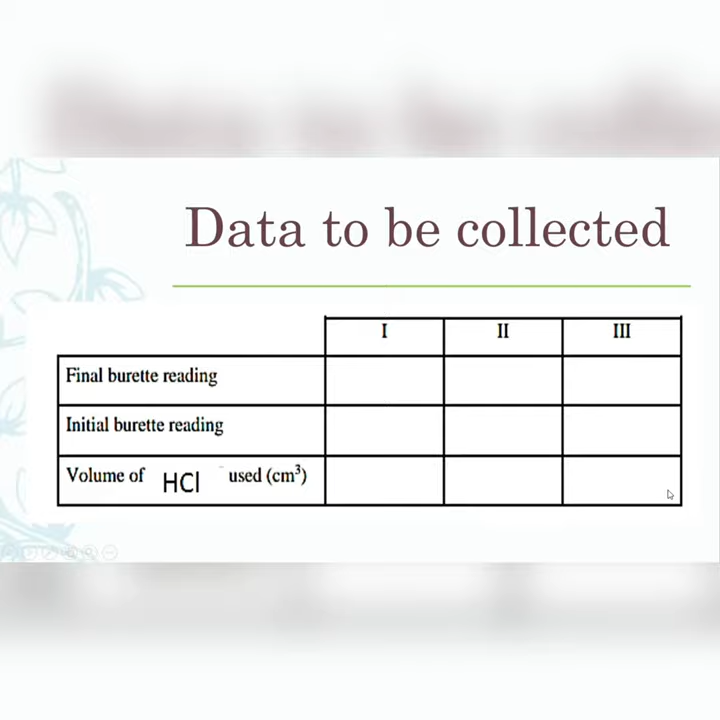 Data to be collected
I II III
Final burette reading
Initial burette reading
Volume of HCl used (cm³)